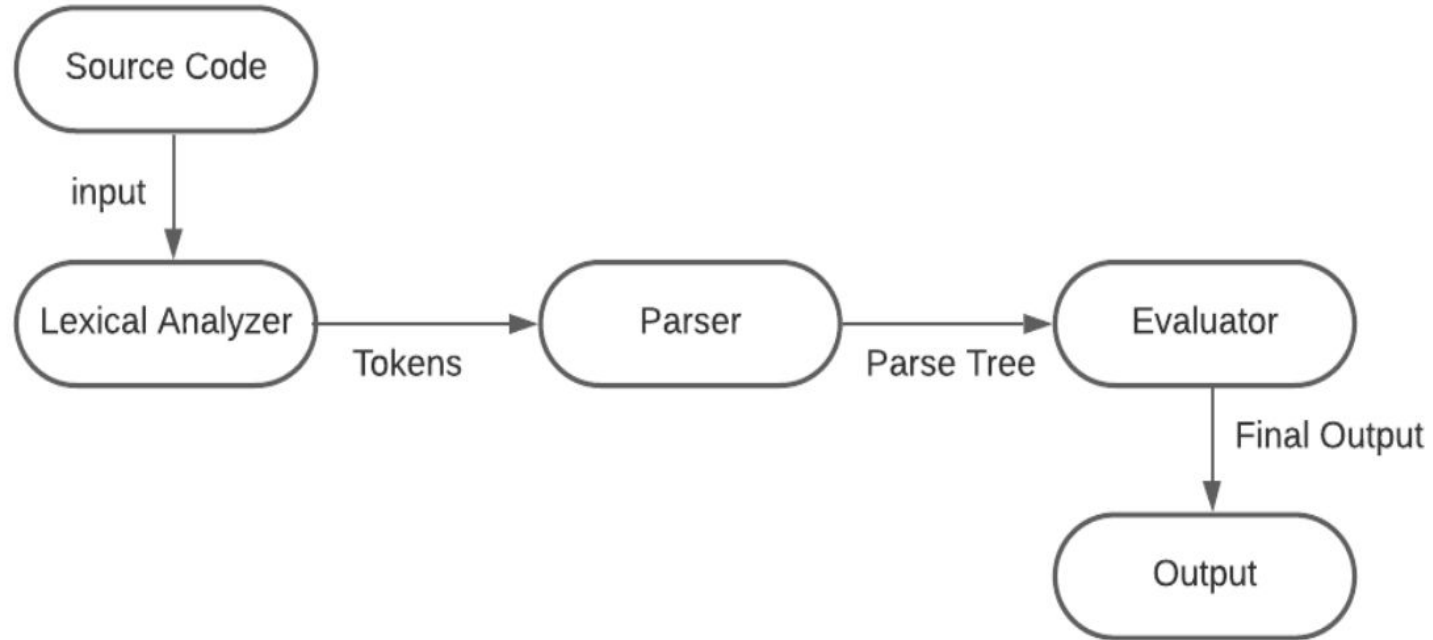 Source Code
input
Lexical Analyzer
Tokens
Parser
Parse Tree
Evaluator
Final Output
Output